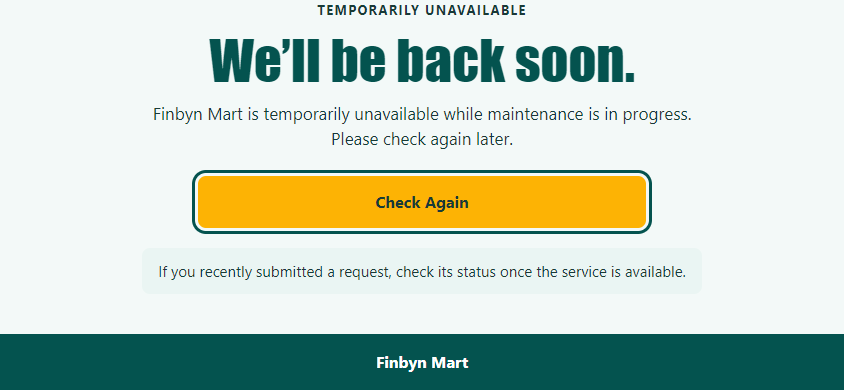 TEMPORARILY UNAVAILABLE
We’ll be back soon.
Finbyn Mart is temporarily unavailable while maintenance is in progress.
Please check again later.
Check Again
If you recently submitted a request, check its status once the service is available.
Finbyn Mart